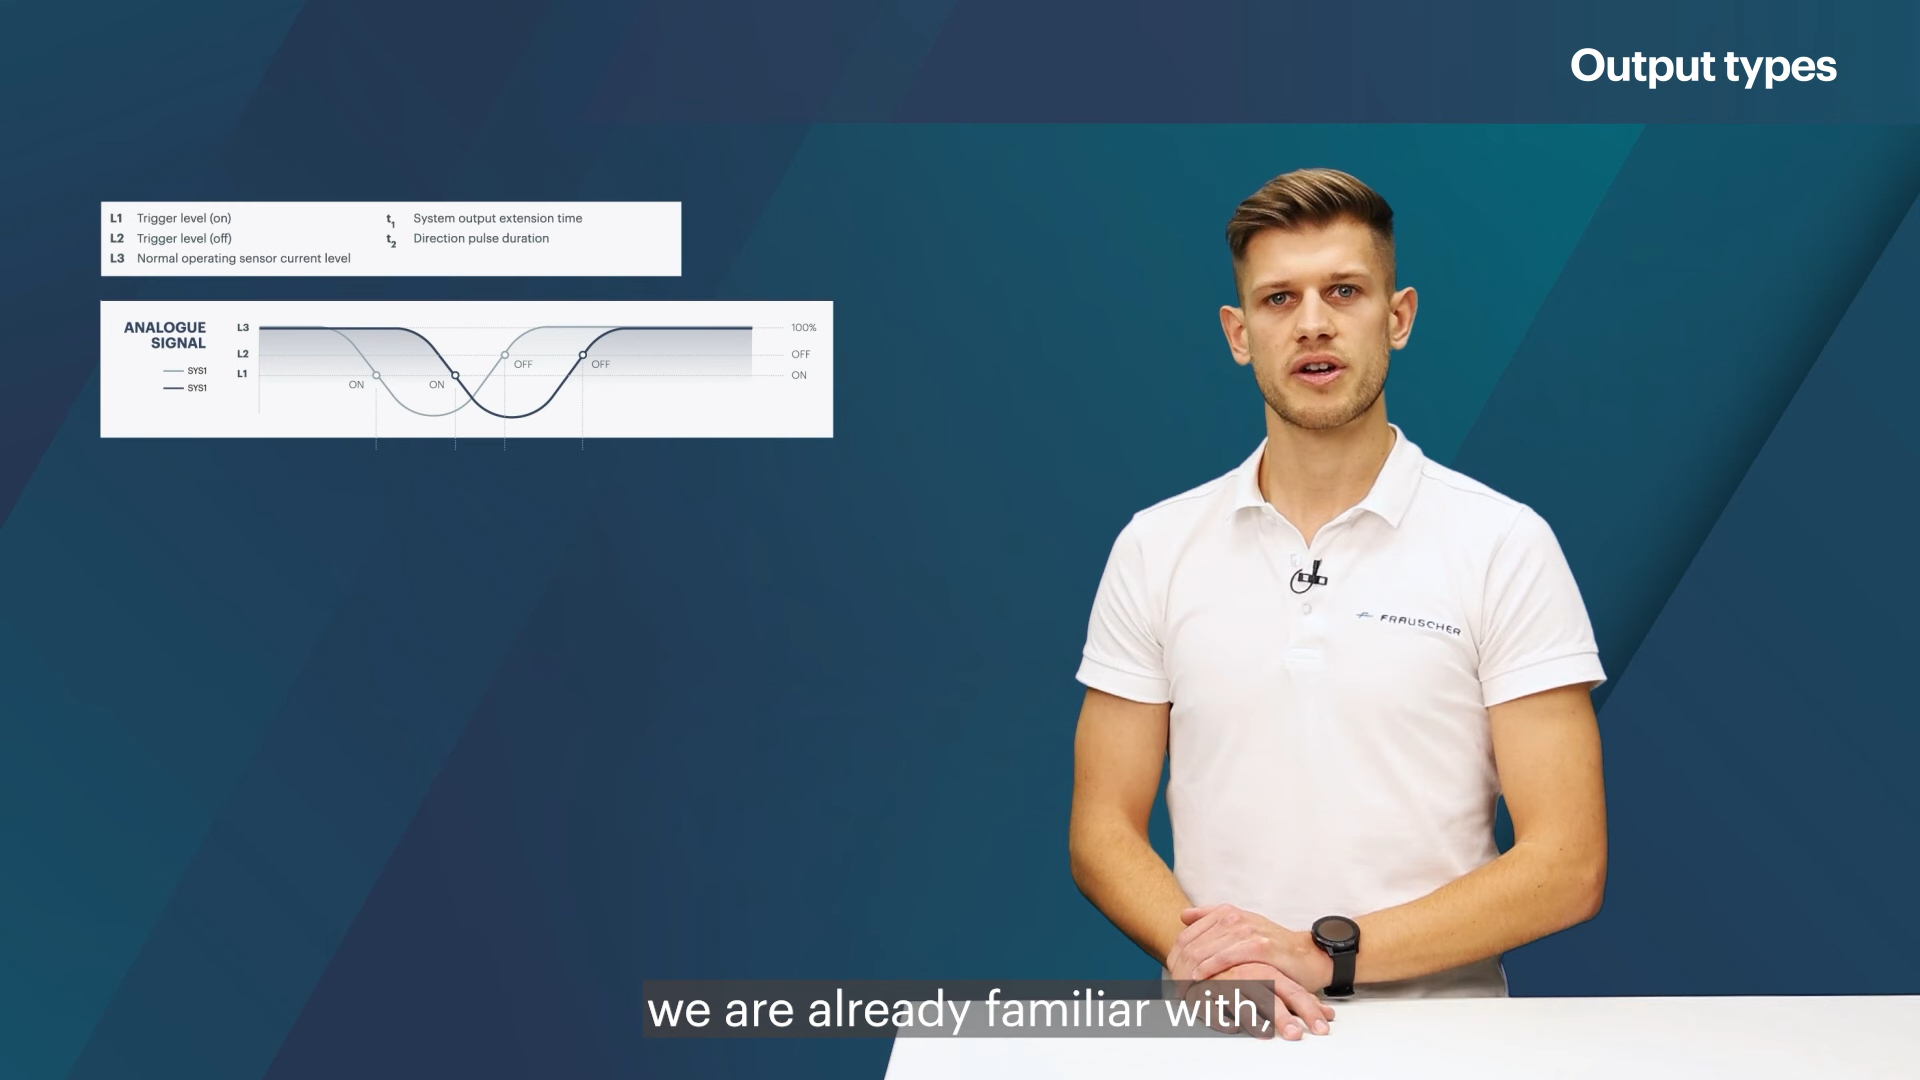 Output types
L1 Trigger level (on)
L2 Trigger level (off)
L3 Normal operating sensor current level
t1 System output extension time
t2 Direction pulse duration
ANALOGUE
SIGNAL
SYS1
SYS1
L3
L2
L1
ON
ON
OFF
OFF
100%
OFF
ON
FRAUSCHER
we are already familiar with,